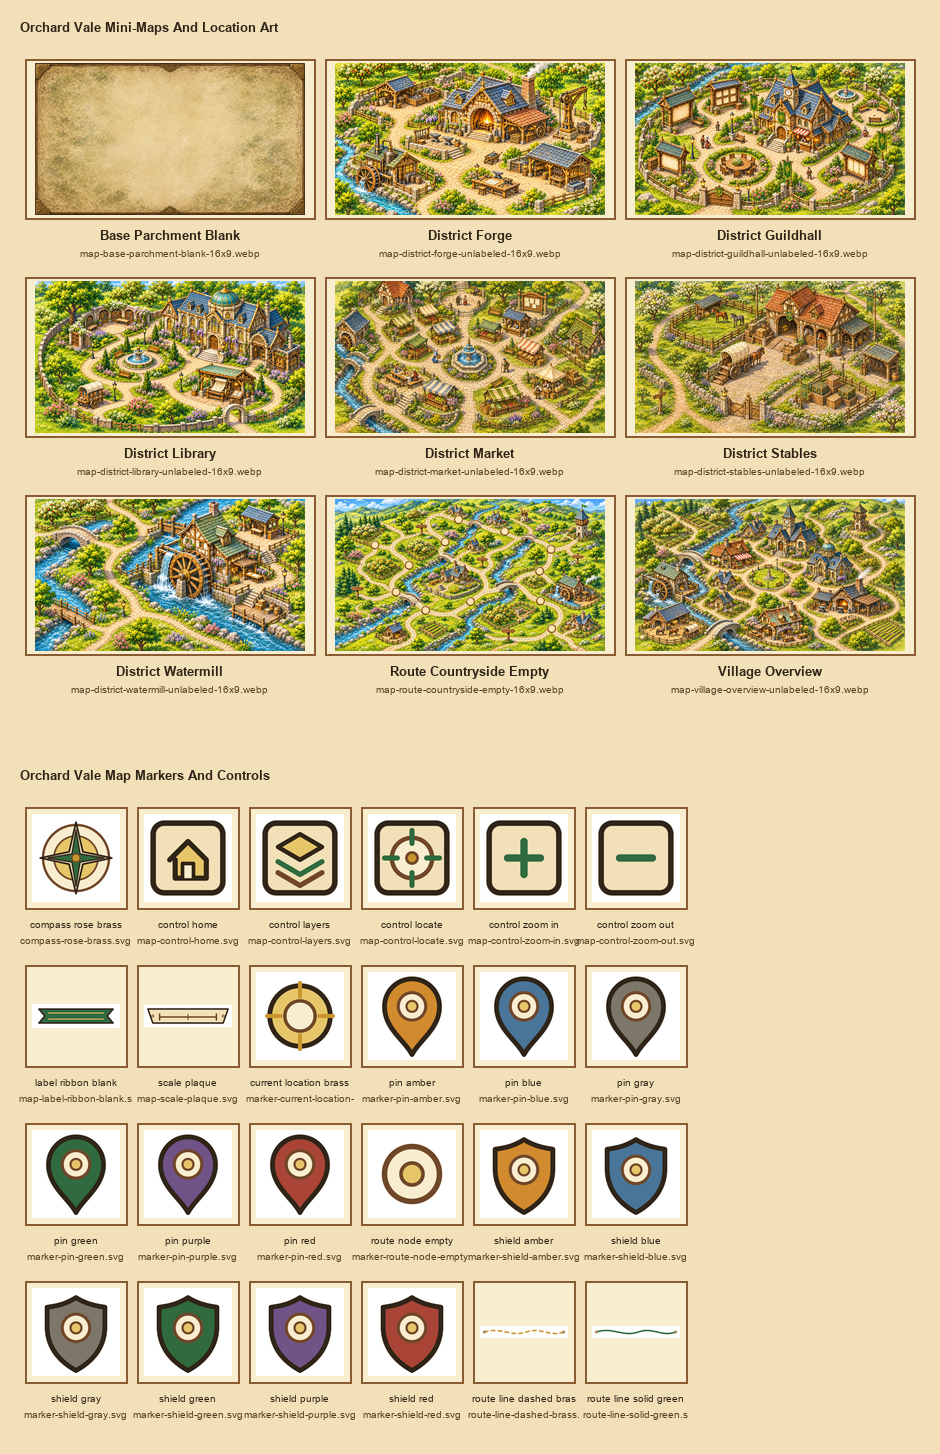 Orchard Vale Mini-Maps And Location Art
Base Parchment Blank
District Forge
District Guildhall
map-base-parchment-blank-16x9.webp
map-district-forge-unlabeled-16x9.webp
map-district-guildhall-unlabeled-16x9.webp
District Library
District Market
District Stables
map-district-library-unlabeled-16x9.webp
map-district-market-unlabeled-16x9.webp
map-district-stables-unlabeled-16x9.webp
District Watermill
Route Countryside Empty
Village Overview
map-district-watermill-unlabeled-16x9.webp
map-route-countryside-empty-16x9.webp
map-village-overview-unlabeled-16x9.webp
Orchard Vale Map Markers And Controls
compass rose brass
control home
control layers
control locate
control zoom in
control zoom out
compass-rose-brass.svg
map-control-home.svg
map-control-layers.svg
map-control-locate.svg
map-control-zoom-in.svg
map-control-zoom-out.svg
label ribbon blank
scale plaque
current location brass
pin amber
pin blue
pin gray
map-label-ribbon-blank.s
map-scale-plaque.svg
marker-current-location-
marker-pin-amber.svg
marker-pin-blue.svg
marker-pin-gray.svg
pin green
pin purple
pin red
route node empty
shield amber
shield blue
marker-pin-green.svg
marker-pin-purple.svg
marker-pin-red.svg
marker-route-node-empty
marker-shield-amber.svg
marker-shield-blue.svg
shield gray
shield green
shield purple
shield red
route line dashed bras
route line solid green
marker-shield-gray.svg
marker-shield-green.svg
marker-shield-purple.svg
marker-shield-red.svg
route-line-dashed-brass.
route-line-solid-green.s